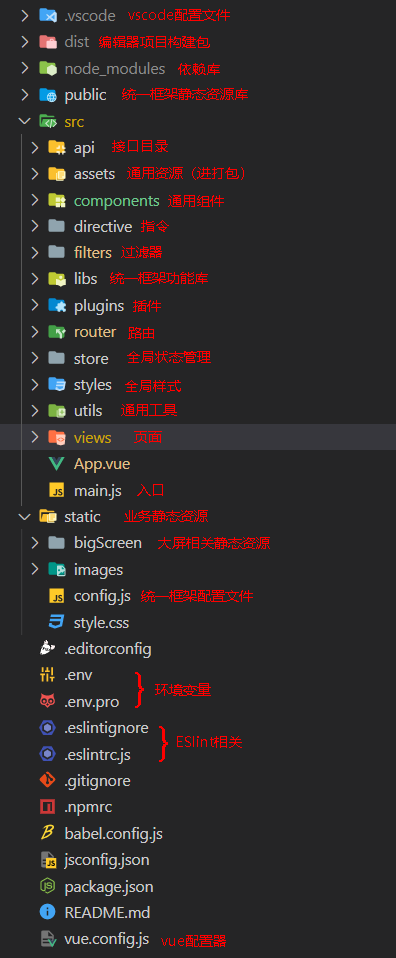 .vscode vscode配置文件
dist 编辑器项目构建包
node_modules 依赖库
public 统一框架静态资源库
src
api 接口目录
assets 通用资源（进打包）
components 通用组件
directive 指令
filters 过滤器
libs 统一框架功能库
plugins 插件
router 路由
store 全局状态管理
styles 全局样式
utils 通用工具
views 页面
App.vue
main.js 入口
static 业务静态资源
bigScreen 大屏相关静态资源
images
config.js 统一框架配置文件
style.css
.editorconfig
.env
环境变量
.env.pro
.eslintignore
ESlint相关
.eslintrc.js
.gitignore
.npmrc
babel.config.js
jsconfig.json
package.json
README.md
vue.config.js vue配置器